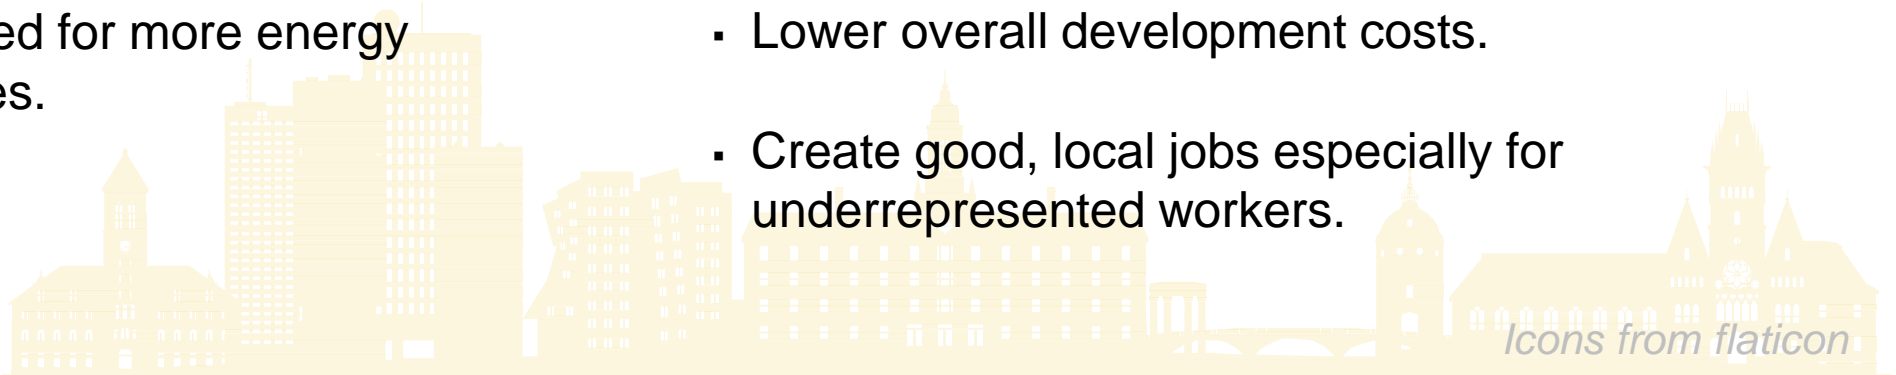 ed for more energy
es.
▪ Lower overall development costs.
▪ Create good, local jobs especially for
underrepresented workers.
Icons from flaticon